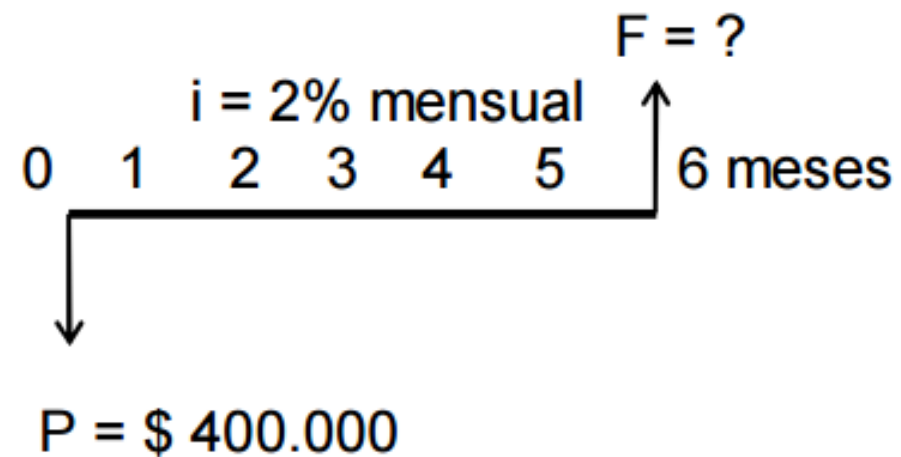 F = ?
i = 2% mensual
0 1 2 3 4 5 6 meses
P = $ 400.000